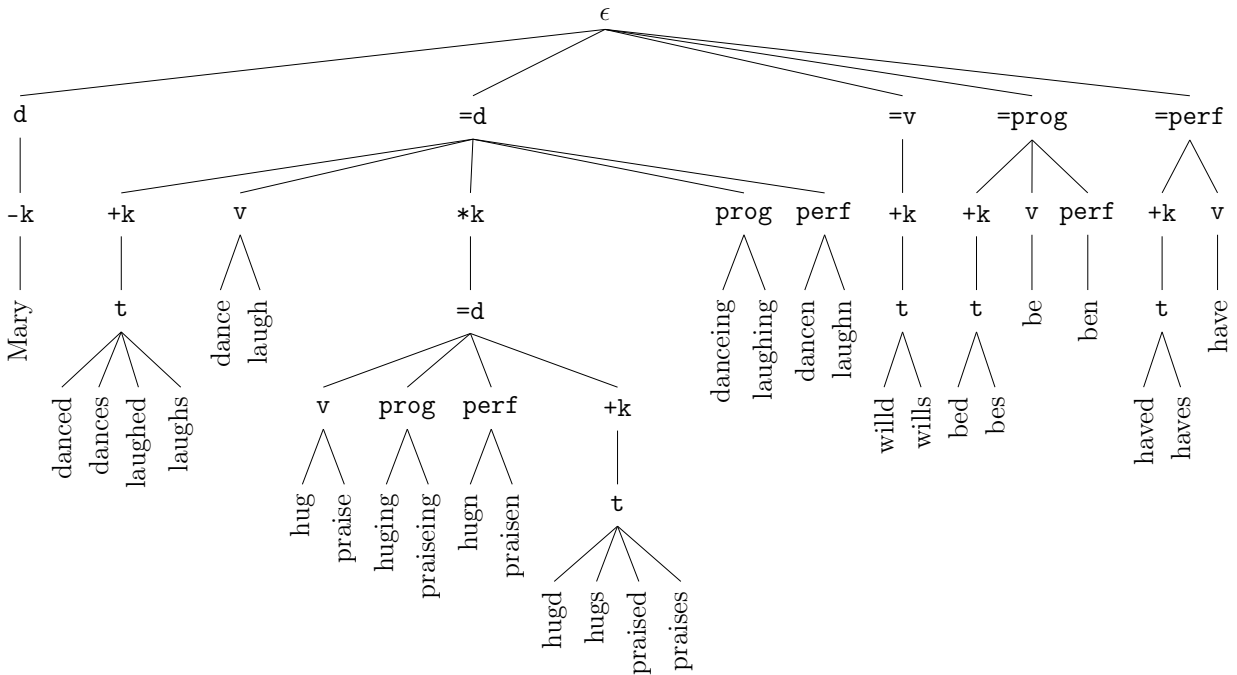 ϵ
d =d =v =prog =perf
-k +k v *k prog perf +k +k v perf +k v
Mary t dance laugh =d danceing laughing dancen laughn t t be ben t have
danced dances laughed laughs v prog perf +k willd wills bed bes haved haves
hug praise huging praiseing hugn praisen t
hugd hugs praised praises